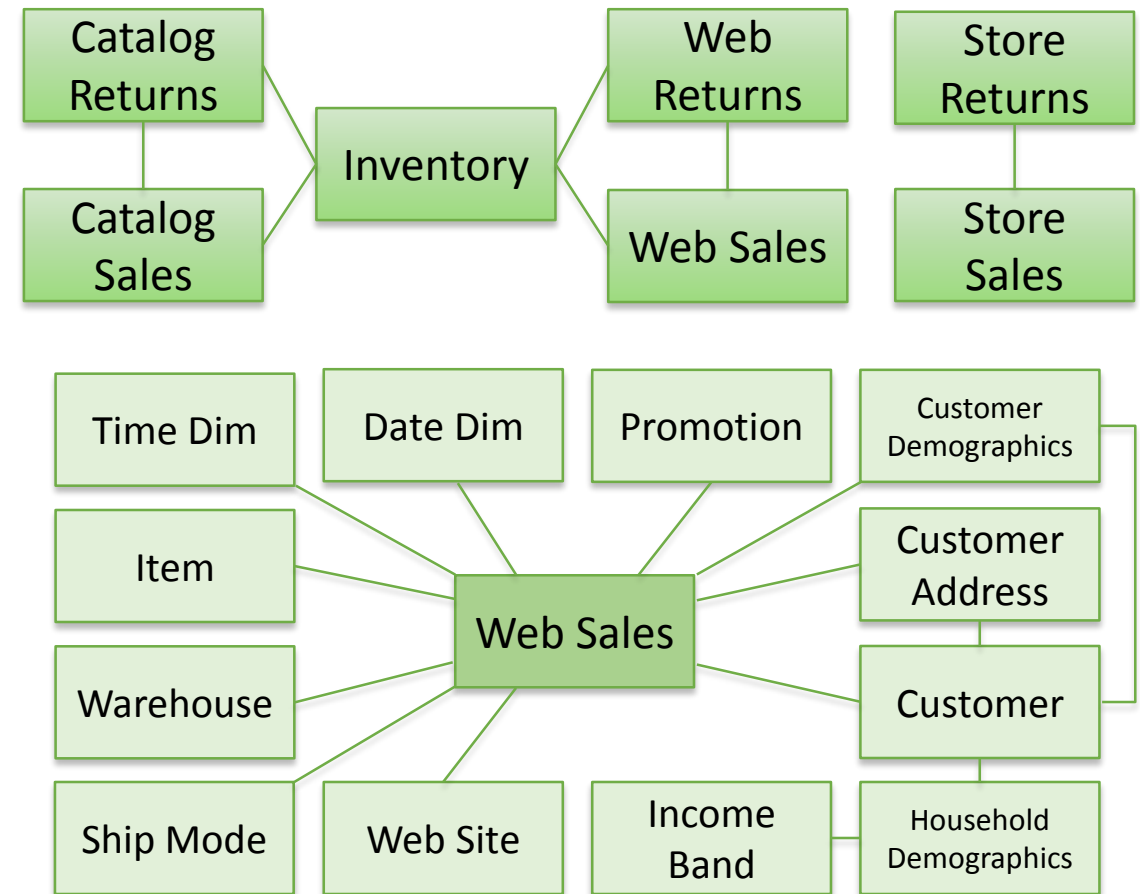 Catalog
Returns
Web
Returns
Store
Returns
Inventory
Catalog
Sales
Web Sales
Store
Sales
Time Dim
Date Dim
Promotion
Customer
Demographics
Item
Customer
Address
Web Sales
Warehouse
Customer
Ship Mode
Web Site
Income
Band
Household
Demographics